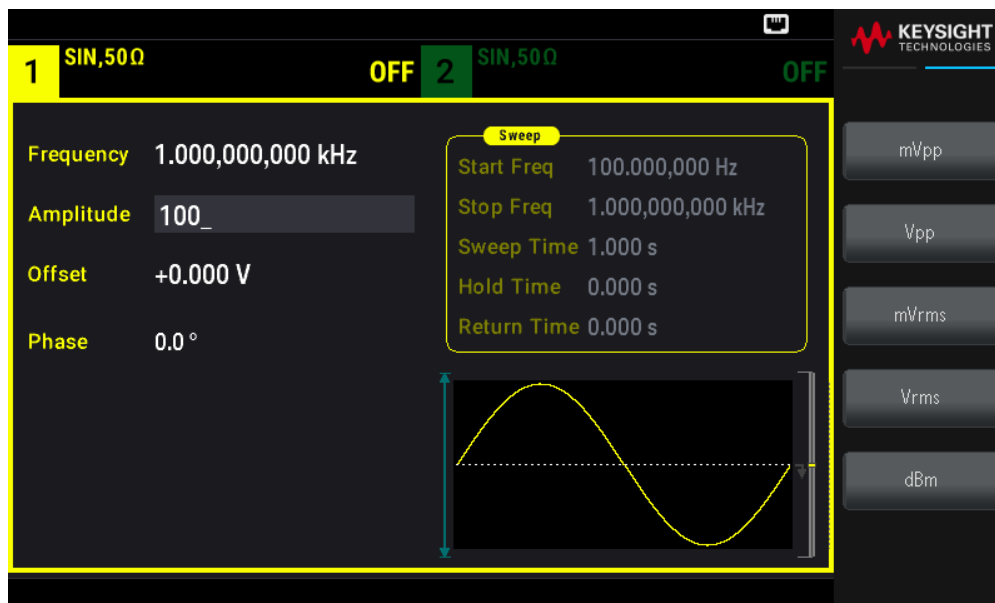 KEYSIGHT
TECHNOLOGIES
1 SIN,50Ω OFF
2 SIN,50Ω OFF
Frequency 1.000,000,000 kHz
Amplitude 100_
Offset +0.000 V
Phase 0.0 °
Sweep
Start Freq 100.000,000 Hz
Stop Freq 1.000,000,000 kHz
Sweep Time 1.000 s
Hold Time 0.000 s
Return Time 0.000 s
mVpp
Vpp
mVrms
Vrms
dBm